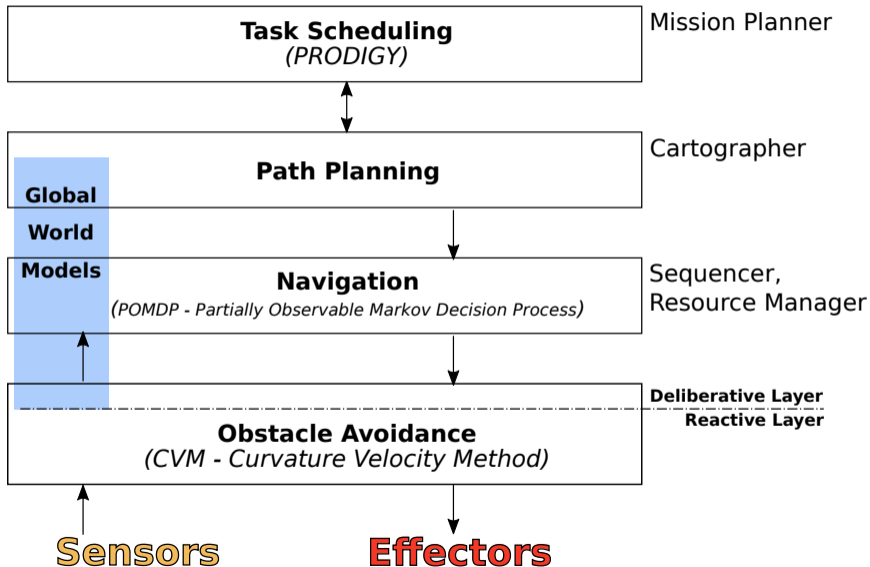 Task Scheduling
(PRODIGY)
Mission Planner
Path Planning
Cartographer
Global
World
Models
Navigation
(POMDP - Partially Observable Markov Decision Process)
Sequencer,
Resource Manager
Deliberative Layer
Reactive Layer
Obstacle Avoidance
(CVM - Curvature Velocity Method)
Sensors
Effectors